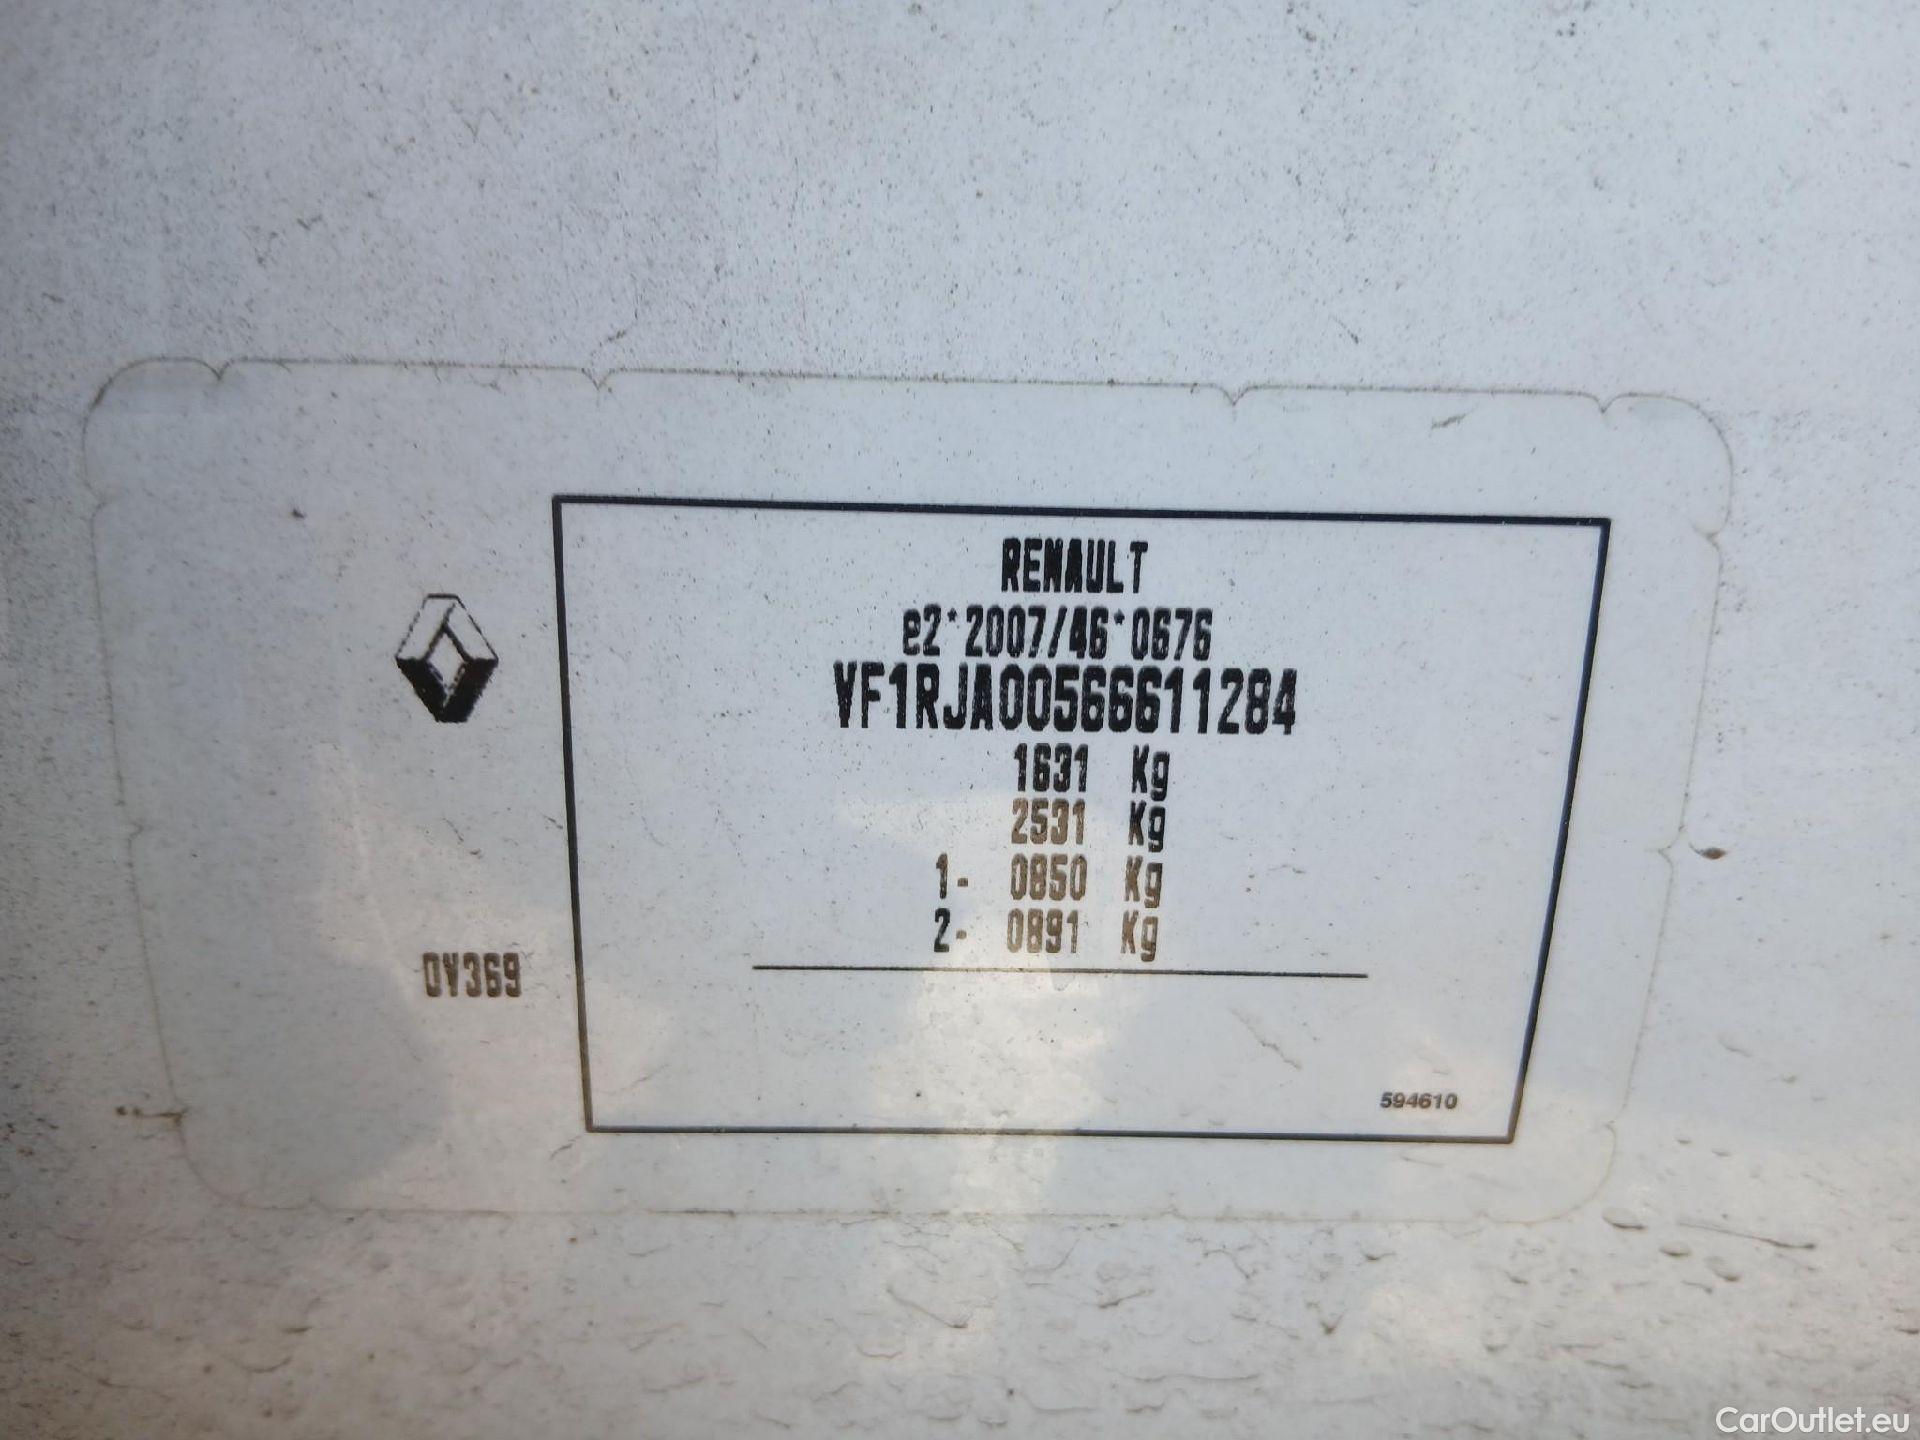 RENAULT
e2*2007/46*0676
VF1RJA00566611284
1631 Kg
2531 Kg
1- 0850 Kg
2- 0891 Kg
0V369
594610
CarOutlet.eu